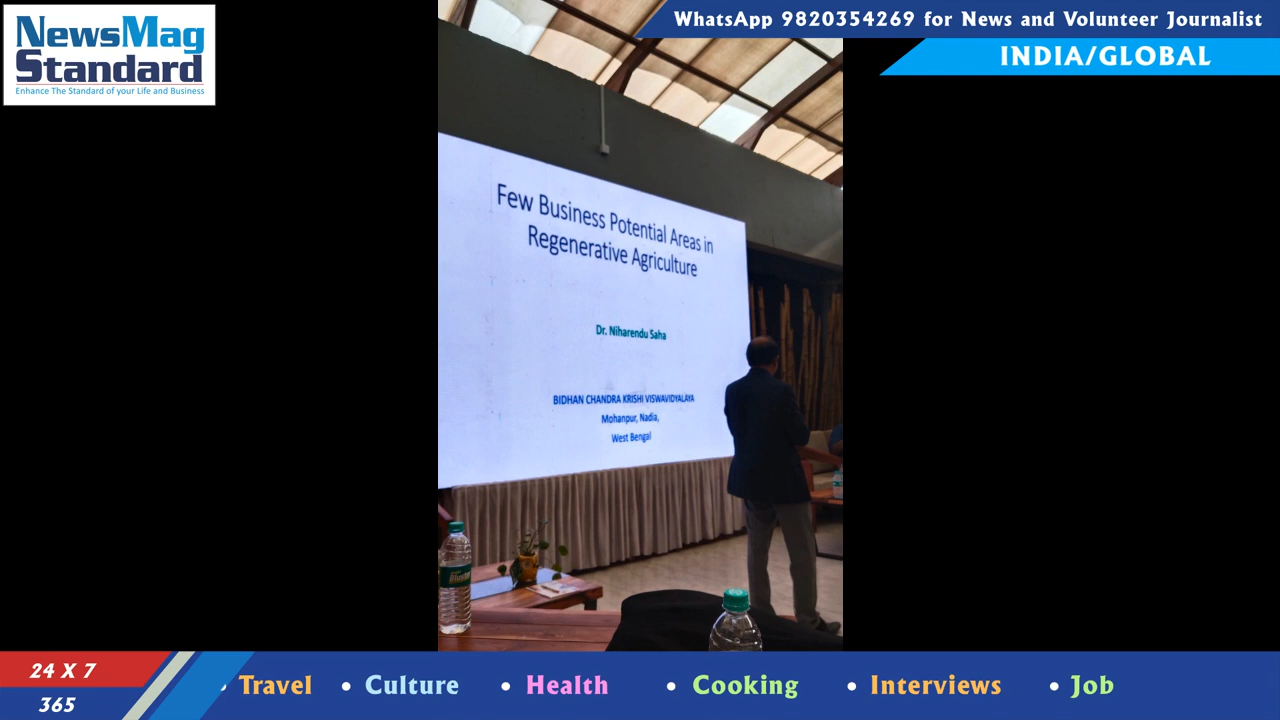 NewsMag
Standard
Enhance The Standard of your Life and Business
WhatsApp 9820354269 for News and Volunteer Journalist
INDIA/GLOBAL
Few Business Potential Areas in
Regenerative Agriculture
Dr. Niharendu Saha
BIDHAN CHANDRA KRISHI VISWAVIDYALAYA
Mohanpur, Nadia,
West Bengal
24 X 7
365
• Travel • Culture • Health • Cooking • Interviews • Job